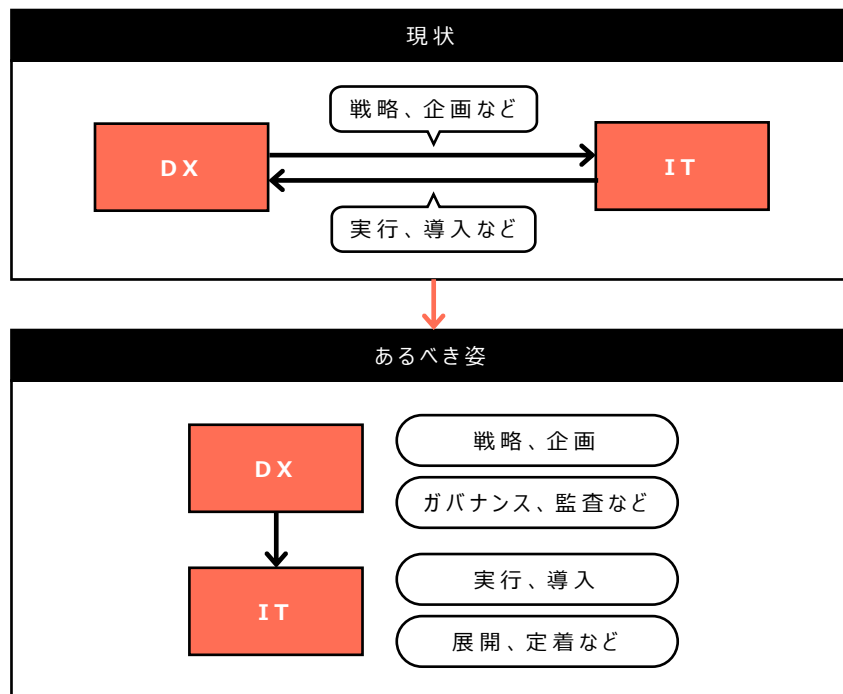 現状
戦略、企画など
DX
IT
実行、導入など
あるべき姿
DX
戦略、企画
ガバナンス、監査など
IT
実行、導入
展開、定着など